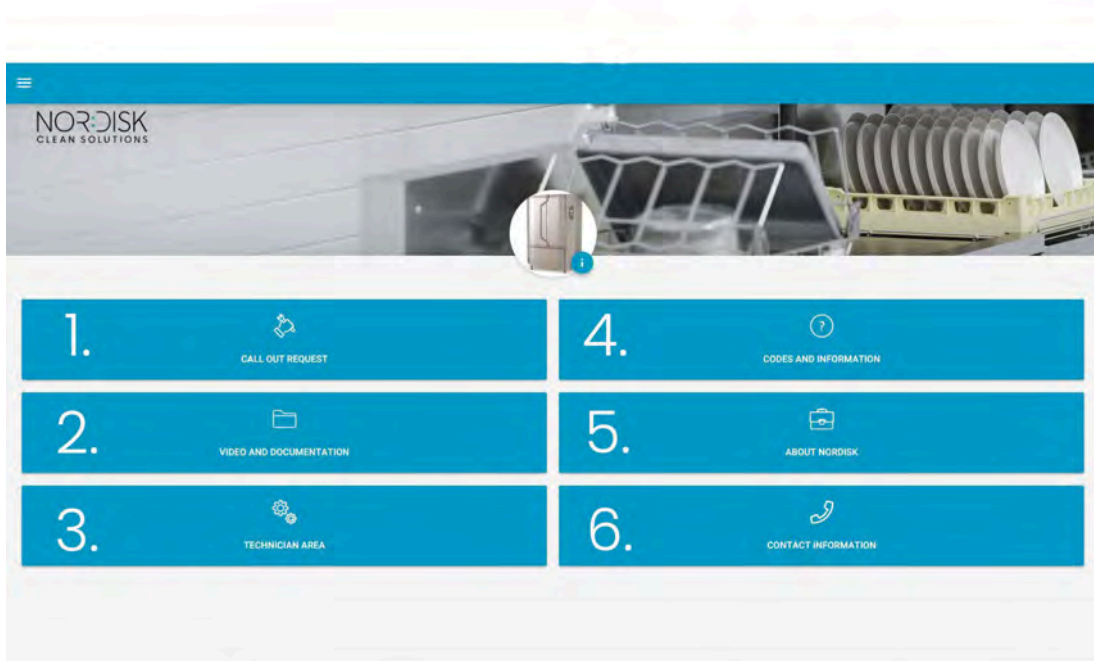 NORDISK
CLEAN SOLUTIONS
1.
CALL OUT REQUEST
2.
VIDEO AND DOCUMENTATION
3.
TECHNICIAN AREA
4.
?
CODES AND INFORMATION
5.
ABOUT NORDISK
6.
CONTACT INFORMATION
i